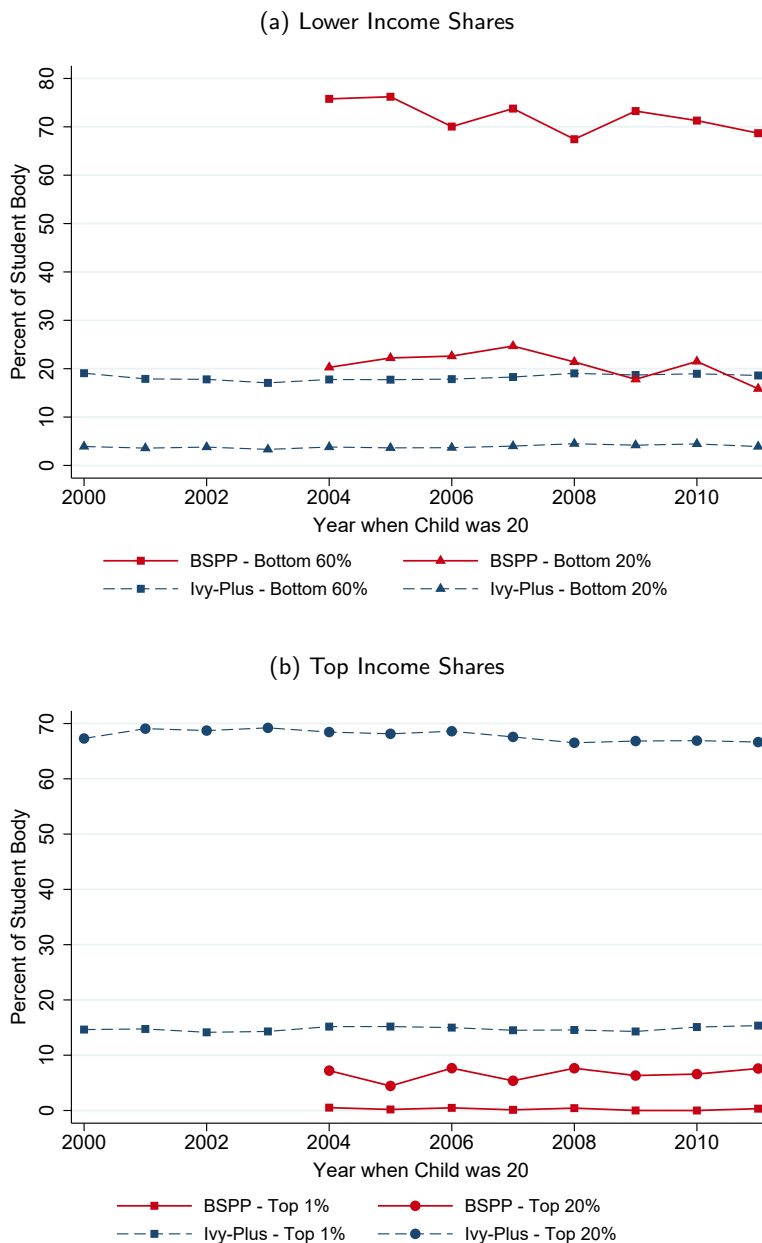 (a) Lower Income Shares
80
70
60
50
40
30
20
10
0
Percent of Student Body
2000 2002 2004 2006 2008 2010
Year when Child was 20
BSPP - Bottom 60% BSPP - Bottom 20%
Ivy-Plus - Bottom 60% Ivy-Plus - Bottom 20%
(b) Top Income Shares
70
60
50
40
30
20
10
0
Percent of Student Body
2000 2002 2004 2006 2008 2010
Year when Child was 20
BSPP - Top 1% BSPP - Top 20%
Ivy-Plus - Top 1% Ivy-Plus - Top 20%